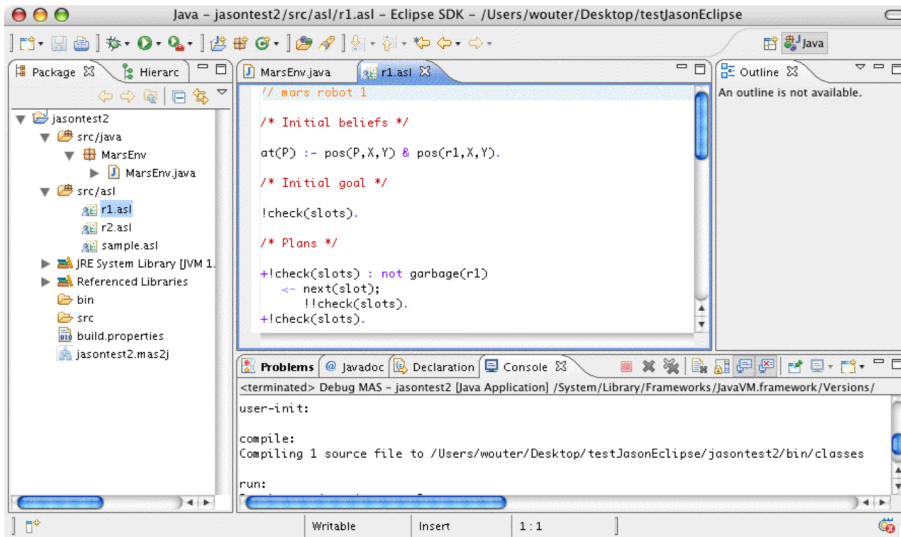 Java - jasontest2/src/asl/r1.asl - Eclipse SDK - /Users/wouter/Desktop/testJasonEclipse
Java
Package
Hierarc
jasontest2
src/java
MarsEnv
MarsEnv.java
src/asl
r1.asl
r2.asl
sample.asl
JRE System Library [JVM 1.
Referenced Libraries
bin
src
build.properties
jasontest2.mas2j
MarsEnv.java
r1.asl
// mars robot 1
/* Initial beliefs */
at(P) :- pos(P,X,Y) & pos(r1,X,Y).
/* Initial goal */
!check(slots).
/* Plans */
+!check(slots) : not garbage(r1)
<- next(slot);
!!check(slots).
+!check(slots).
Outline
An outline is not available.
Problems
@ Javadoc
Declaration
Console
<terminated> Debug MAS - jasontest2 [Java Application] /System/Library/Frameworks/JavaVM.framework/Versions/
user-init:
compile:
Compiling 1 source file to /Users/wouter/Desktop/testJasonEclipse/jasontest2/bin/classes
run:
Writable
Insert
1 : 1